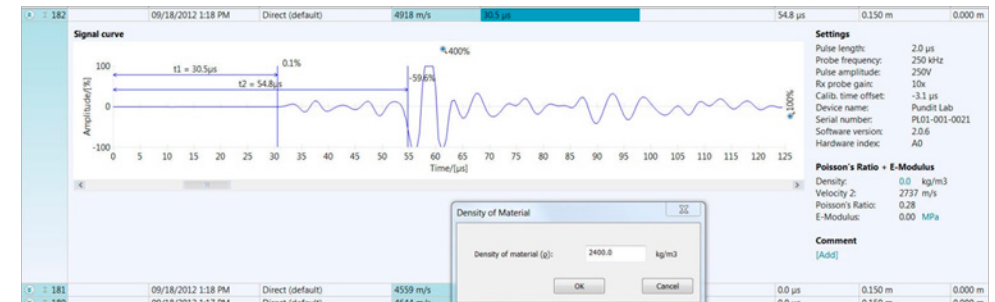 182 09/18/2012 1:18 PM Direct (default) 4918 m/s 30.5 µs 54.8 µs 0.150 m 0.000 m
Signal curve
400%
100
t1 = 30.5µs
0.1%
t2 = 54.8µs
-59.6%
Amplitude/[%]
0
100%
-100
0 5 10 15 20 25 30 35 40 45 50 55 60 65 70 75 80 85 90 95 100 105 110 115 120 125
Time/[µs]
Settings
Pulse length: 2.0 µs
Probe frequency: 250 kHz
Pulse amplitude: 250V
Rx probe gain: 10x
Calib. time offset: -3.1 µs
Device name: Pundit Lab
Serial number: PL01-001-0021
Software version: 2.0.6
Hardware index: A0
Poisson's Ratio + E-Modulus
Density: 0.0 kg/m3
Velocity 2: 2737 m/s
Poisson's Ratio: 0.28
E-Modulus: 0.00 MPa
Comment
[Add]
Density of Material
Density of material (ρ): 2400.0 kg/m3
OK Cancel
181 09/18/2012 1:18 PM Direct (default) 4559 m/s 0.0 µs 0.150 m 0.000 m